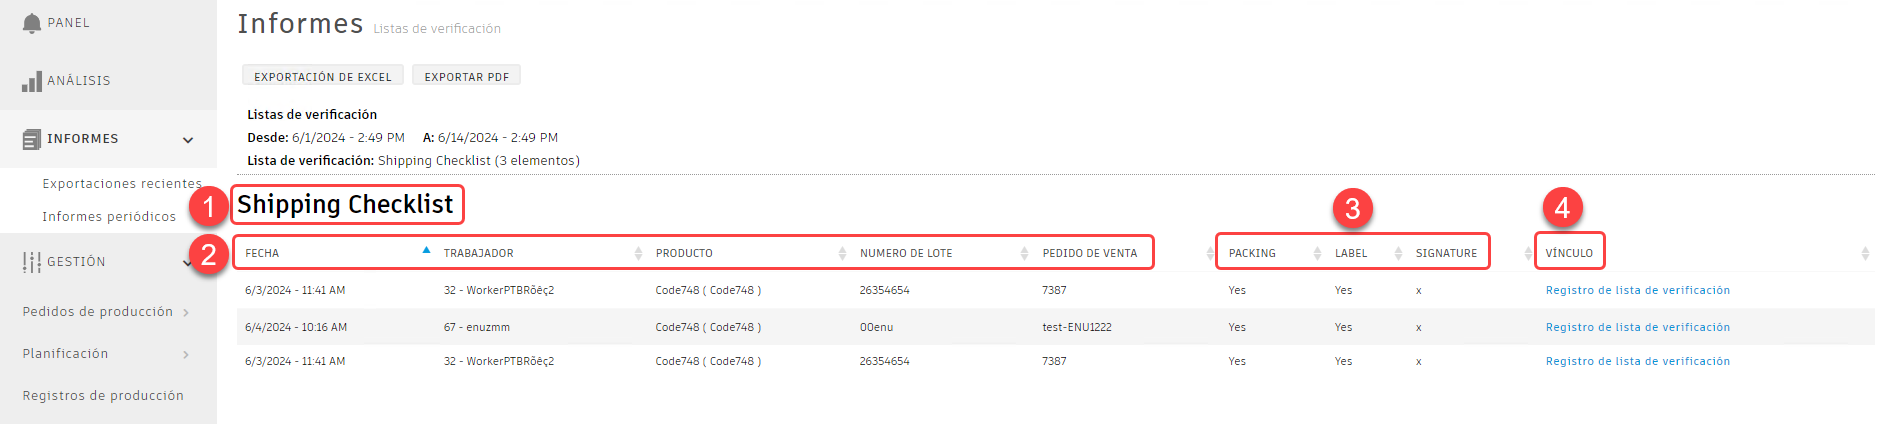 PANEL
ANÁLISIS
INFORMES
Exportaciones recientes
Informes periódicos
GESTIÓN
Pedidos de producción
Planificación
Registros de producción
Informes Listas de verificación
EXPORTACIÓN DE EXCEL EXPORTAR PDF
Listas de verificación
Desde: 6/1/2024 - 2:49 PM A: 6/14/2024 - 2:49 PM
Lista de verificación: Shipping Checklist (3 elementos)
1 Shipping Checklist
3 4
2 FECHA TRABAJADOR PRODUCTO NUMERO DE LOTE PEDIDO DE VENTA PACKING LABEL SIGNATURE VÍNCULO
6/3/2024 - 11:41 AM 32 - WorkerPTBRõêç2 Code748 ( Code748 ) 26354654 7387 Yes Yes x Registro de lista de verificación
6/4/2024 - 10:16 AM 67 - enuzmm Code748 ( Code748 ) 00enu test-ENU1222 Yes Yes x Registro de lista de verificación
6/3/2024 - 11:41 AM 32 - WorkerPTBRõêç2 Code748 ( Code748 ) 26354654 7387 Yes Yes x Registro de lista de verificación